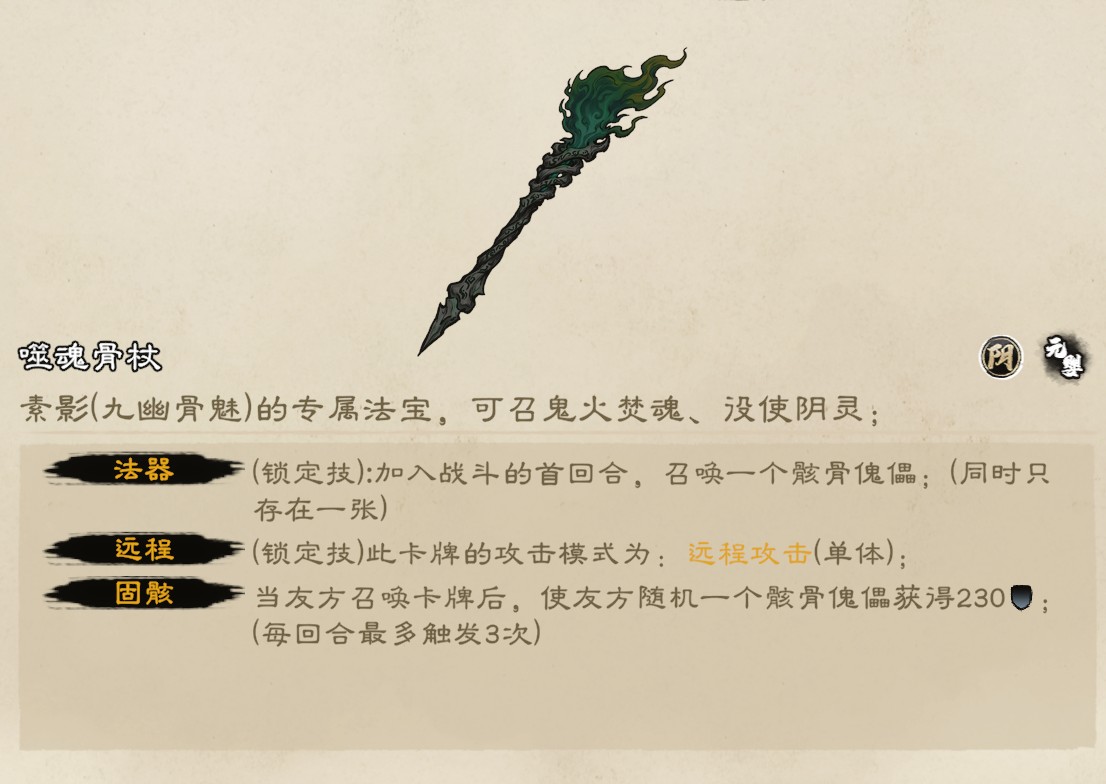 噬魂骨杖
阴
元婴
素影(九幽骨魅)的专属法宝，可召鬼火焚魂、没使阴灵；
法器
(锁定技):加入战斗的首回合，召唤一个骸骨傀儡；(同时只
存在一张)
远程
(锁定技)此卡牌的攻击模式为：远程攻击(单体)；
固骸
当友方召唤卡牌后，使友方随机一个骸骨傀儡获得230；
(每回合最多触发3次)